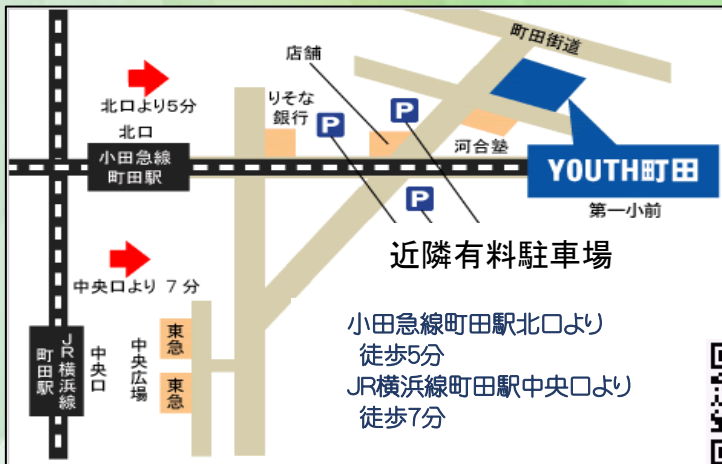 町田街道
店舗
北口より5分
北口
りそな
銀行
P
P
小田急線
町田駅
河合塾
YOUTH町田
第一小前
P
近隣有料駐車場
中央口より 7 分
小田急線町田駅北口より
徒歩5分
JR横浜線町田駅中央口より
徒歩7分
JR横浜線
町田駅
中央口
中央広場
東急
東急